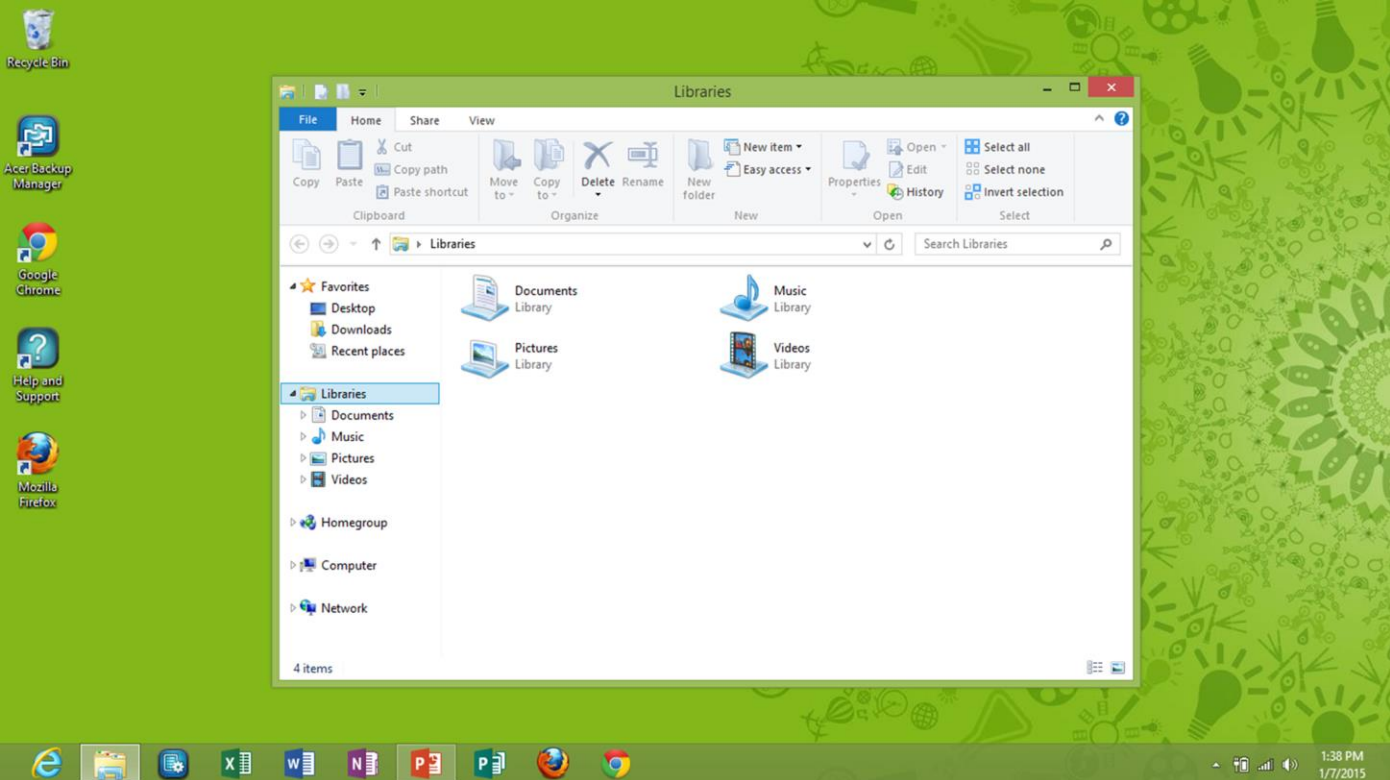 Recycle Bin
Acer Backup
Manager
Google
Chrome
Help and
Support
Mozilla
Firefox
Libraries
File Home Share View
Copy
Paste
Cut
Copy path
Paste shortcut
Clipboard
Move
to
Copy
to
Delete
Rename
Organize
New
folder
New item
Easy access
New
Properties
Open
Edit
History
Open
Select all
Select none
Invert selection
Select
Libraries
Search Libraries
Favorites
Desktop
Downloads
Recent places
Libraries
Documents
Music
Pictures
Videos
Homegroup
Computer
Network
Documents
Library
Music
Library
Pictures
Library
Videos
Library
4 items
1:38 PM
1/7/2015